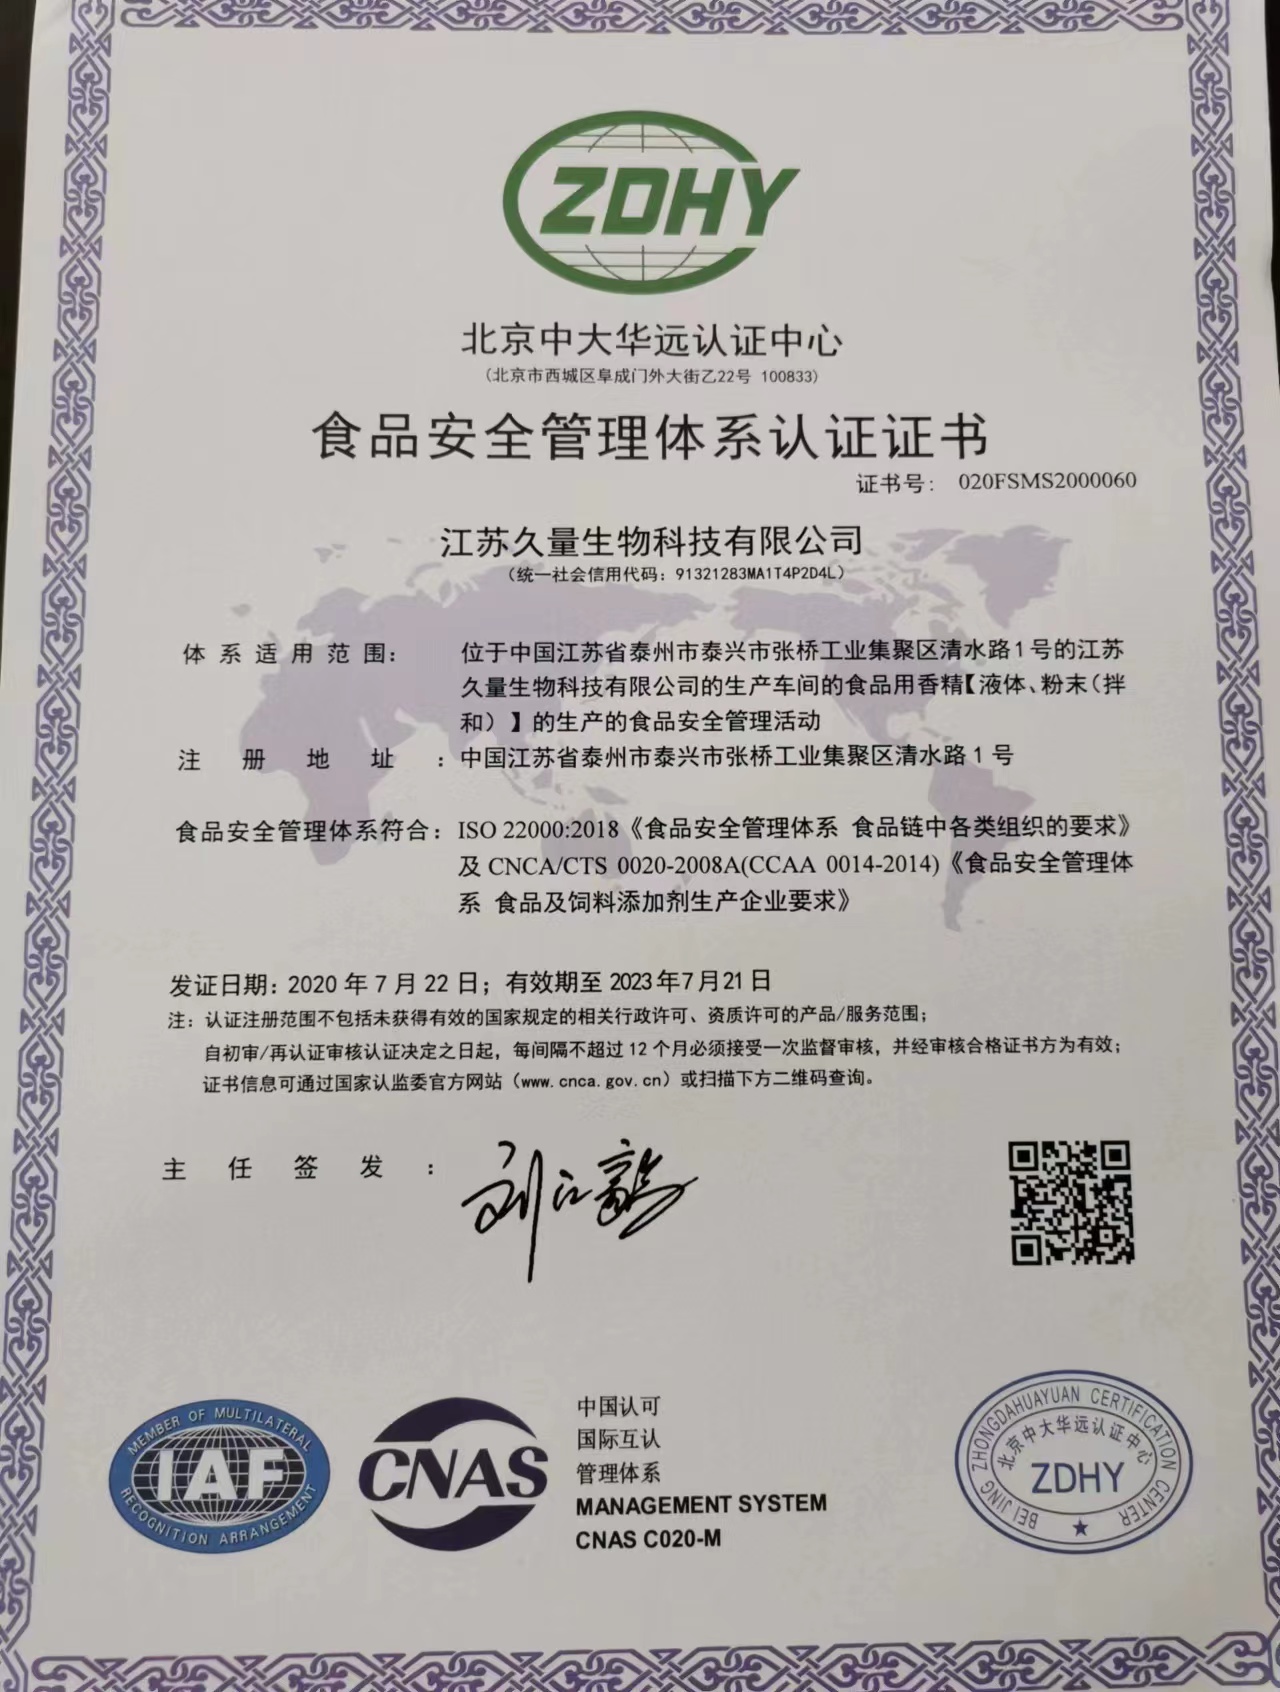 ZDHY
北京中大华远认证中心
(北京市西城区阜成门外大街乙22号 100833)
食品安全管理体系认证证书
证书号: 020FSMS2000060
江苏久量生物科技有限公司
(统一社会信用代码: 91321283MA1T4P2D4L)
体系适用范围: 位于中国江苏省泰州市泰兴市张桥工业集聚区清水路1号的江苏
久量生物科技有限公司的生产车间的食品用香精【液体、粉末(拌
和)】的生产的食品安全管理活动
注册地址: 中国江苏省泰州市泰兴市张桥工业集聚区清水路1号
食品安全管理体系符合: ISO 22000:2018《食品安全管理体系 食品链中各类组织的要求》
及 CNCA/CTS 0020-2008A(CCAA 0014-2014)《食品安全管理体
系 食品及饲料添加剂生产企业要求》
发证日期: 2020年7月22日; 有效期至2023年7月21日
注: 认证注册范围不包括未获得有效的国家规定的相关行政许可、资质许可的产品/服务范围;
自初审/再认证审核认证决定之日起, 每间隔不超过12个月必须接受一次监督审核, 并经审核合格证书方为有效;
证书信息可通过国家认监委官方网站(www.cnca.gov.cn)或扫描下方二维码查询。
主任签发:
MEMBER OF MULTILATERAL
IAF
RECOGNITION ARRANGEMENT
CNAS
中国认可
国际互认
管理体系
MANAGEMENT SYSTEM
CNAS C020-M
BEIJING ZHONGDAHUAYUAN CERTIFICATION CENTER
北京中大华远认证中心
ZDHY